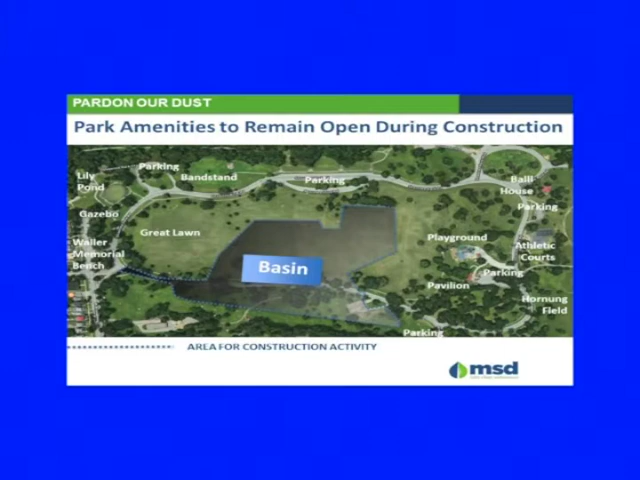 PARDON OUR DUST
Park Amenities to Remain Open During Construction
Parking
Lily
Pond
Bandstand
Parking
Ball
House
Gazebo
Parking
Great Lawn
Waller
Memorial
Bench
Playground
Athletic
Courts
Basin
Parking
Pavilion
Hornung
Field
Parking
AREA FOR CONSTRUCTION ACTIVITY
msd